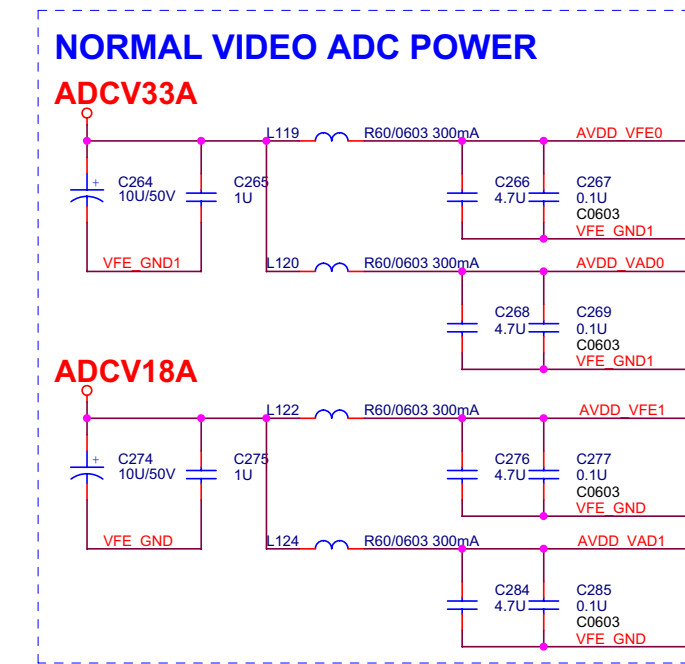 NORMAL VIDEO ADC POWER
ADCV33A
L119 R60/0603 300mA AVDD_VFE0
+ C264 C265 C266 C267
10U/50V 1U 4.7U 0.1U
C0603
VFE_GND1
VFE_GND1 L120 R60/0603 300mA AVDD_VAD0
C268 C269
4.7U 0.1U
C0603
VFE_GND1
ADCV18A
L122 R60/0603 300mA AVDD_VFE1
+ C274 C275 C276 C277
10U/50V 1U 4.7U 0.1U
C0603
VFE_GND
VFE_GND L124 R60/0603 300mA AVDD_VAD1
C284 C285
4.7U 0.1U
C0603
VFE_GND